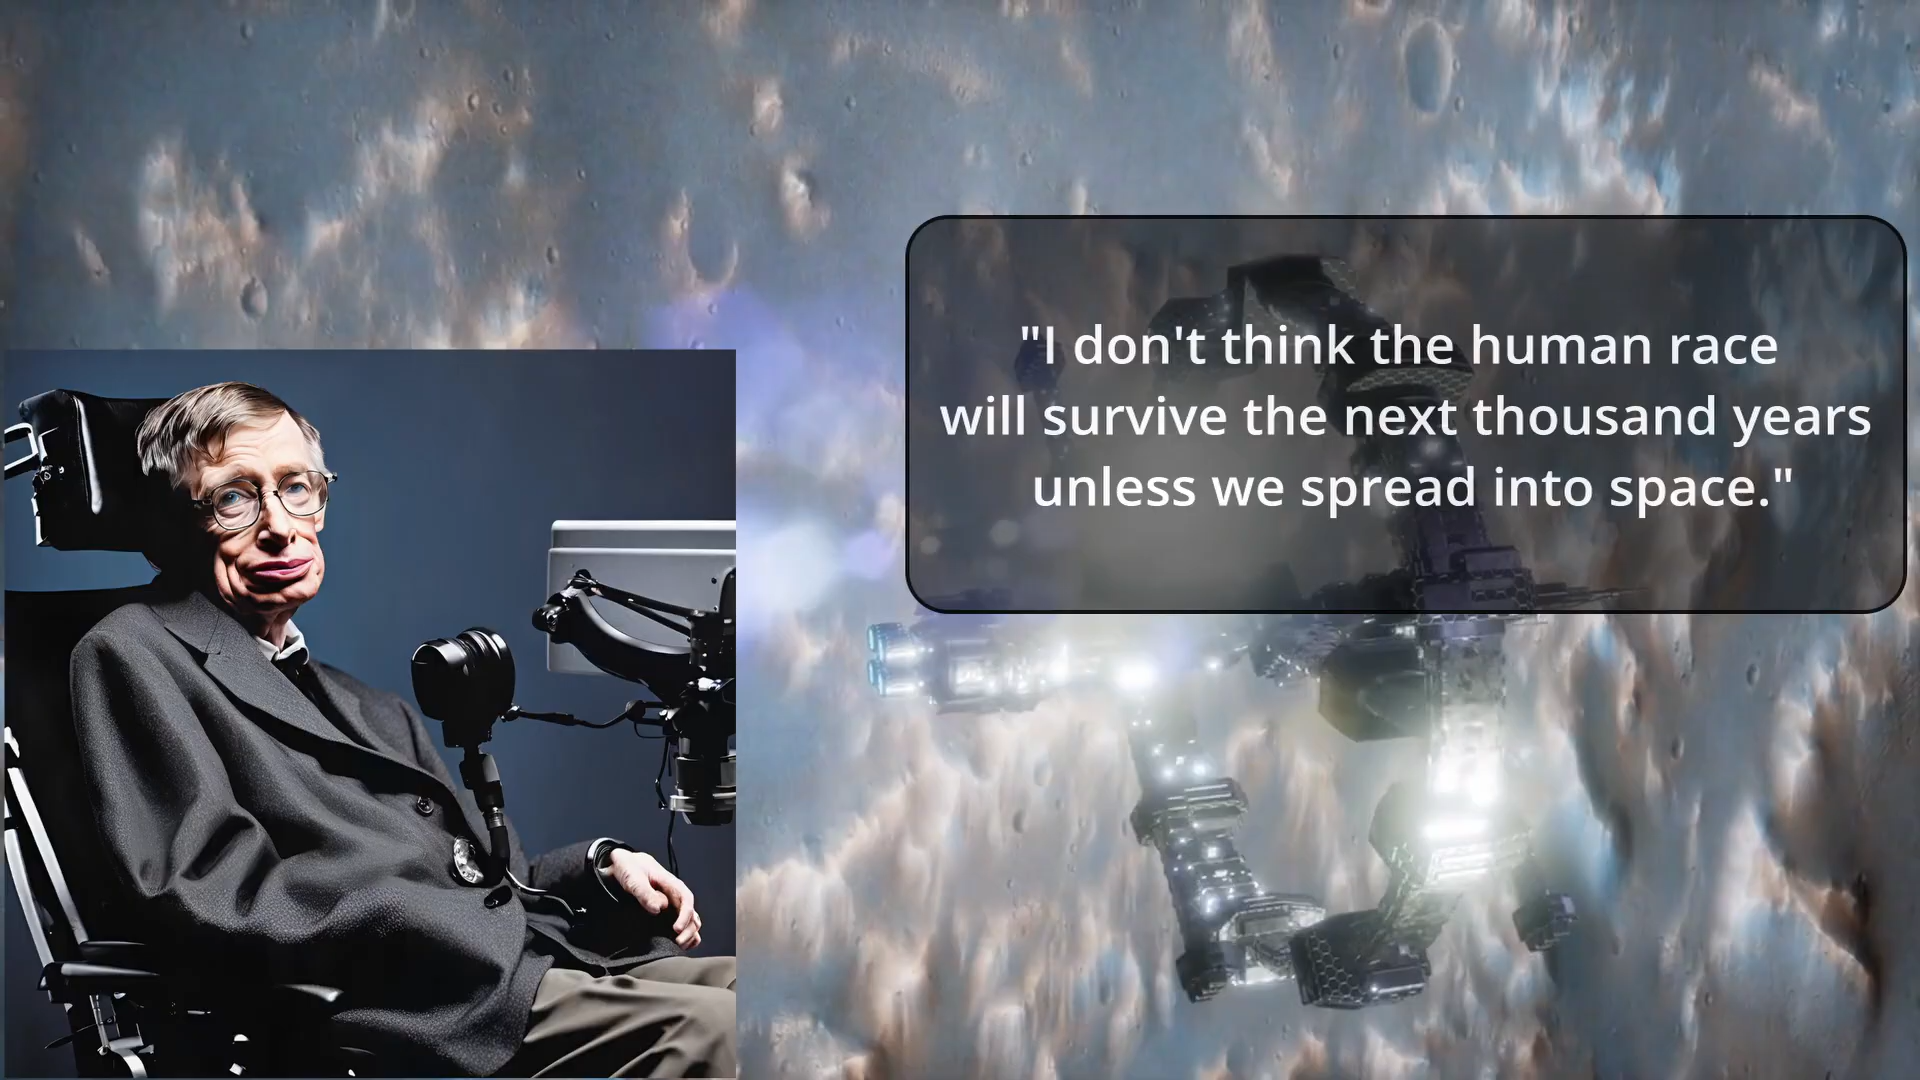 "I don't think the human race
will survive the next thousand years
unless we spread into space."